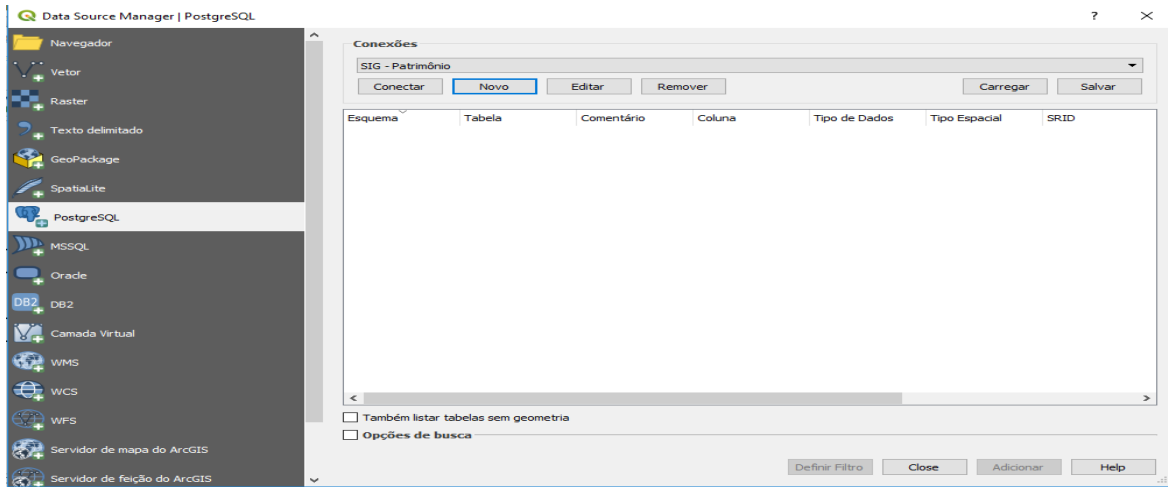 Data Source Manager | PostgreSQL
?
Navegador
Vetor
Raster
Texto delimitado
GeoPackage
SpatiaLite
PostgreSQL
MSSQL
Oracle
DB2 DB2
Camada Virtual
WMS
WCS
WFS
Servidor de mapa do ArcGIS
Servidor de feição do ArcGIS
Conexões
SIG - Patrimônio
Conectar Novo Editar Remover Carregar Salvar
Esquema Tabela Comentário Coluna Tipo de Dados Tipo Espacial SRID
Também listar tabelas sem geometria
Opções de busca
Definir Filtro Close Adicionar Help